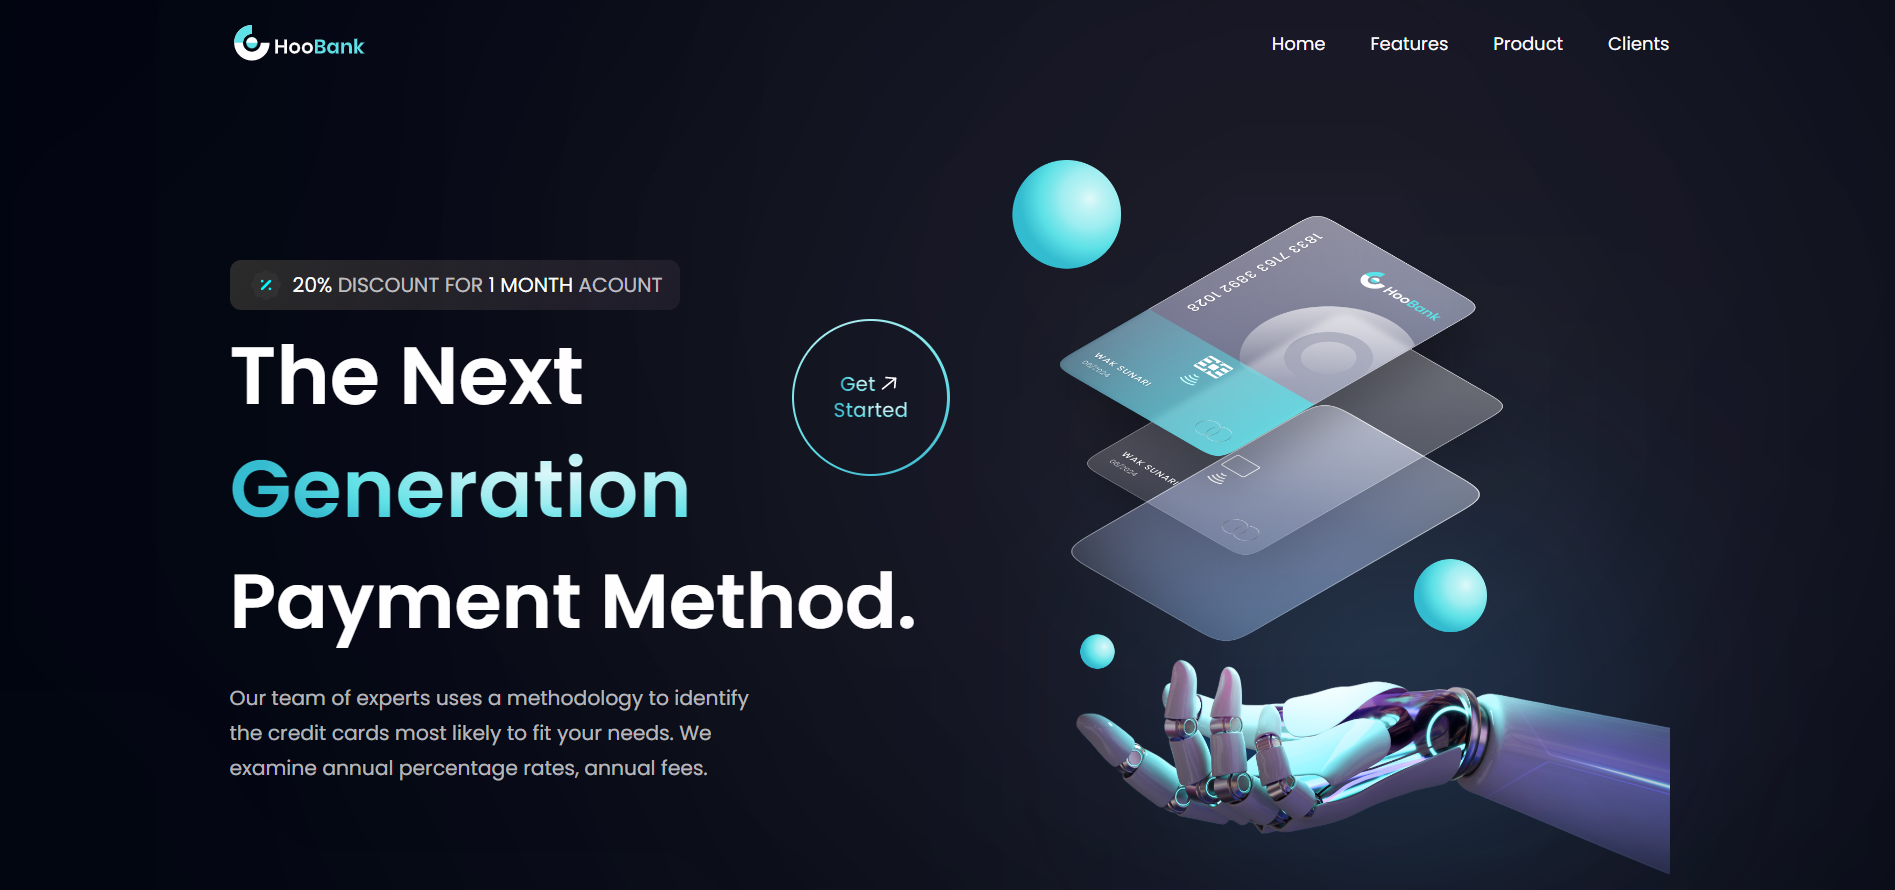 HooBank
Home
Features
Product
Clients
20% DISCOUNT FOR 1 MONTH ACOUNT
The Next
Generation
Payment Method.
Get
Started
Our team of experts uses a methodology to identify
the credit cards most likely to fit your needs. We
examine annual percentage rates, annual fees.
1833 7163 3892 1028
HooBank
WAK SUNARI
06/2024
WAK SUNARI
06/2024